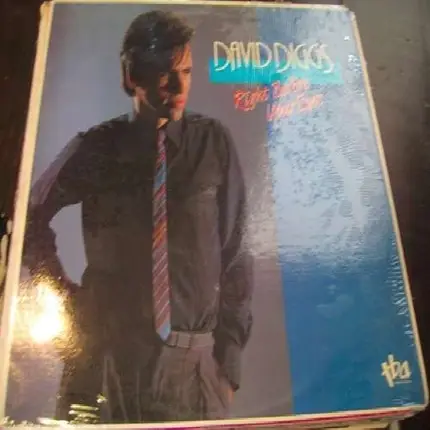 DAVID DIGGS
Right Before
Your Eyes
tba